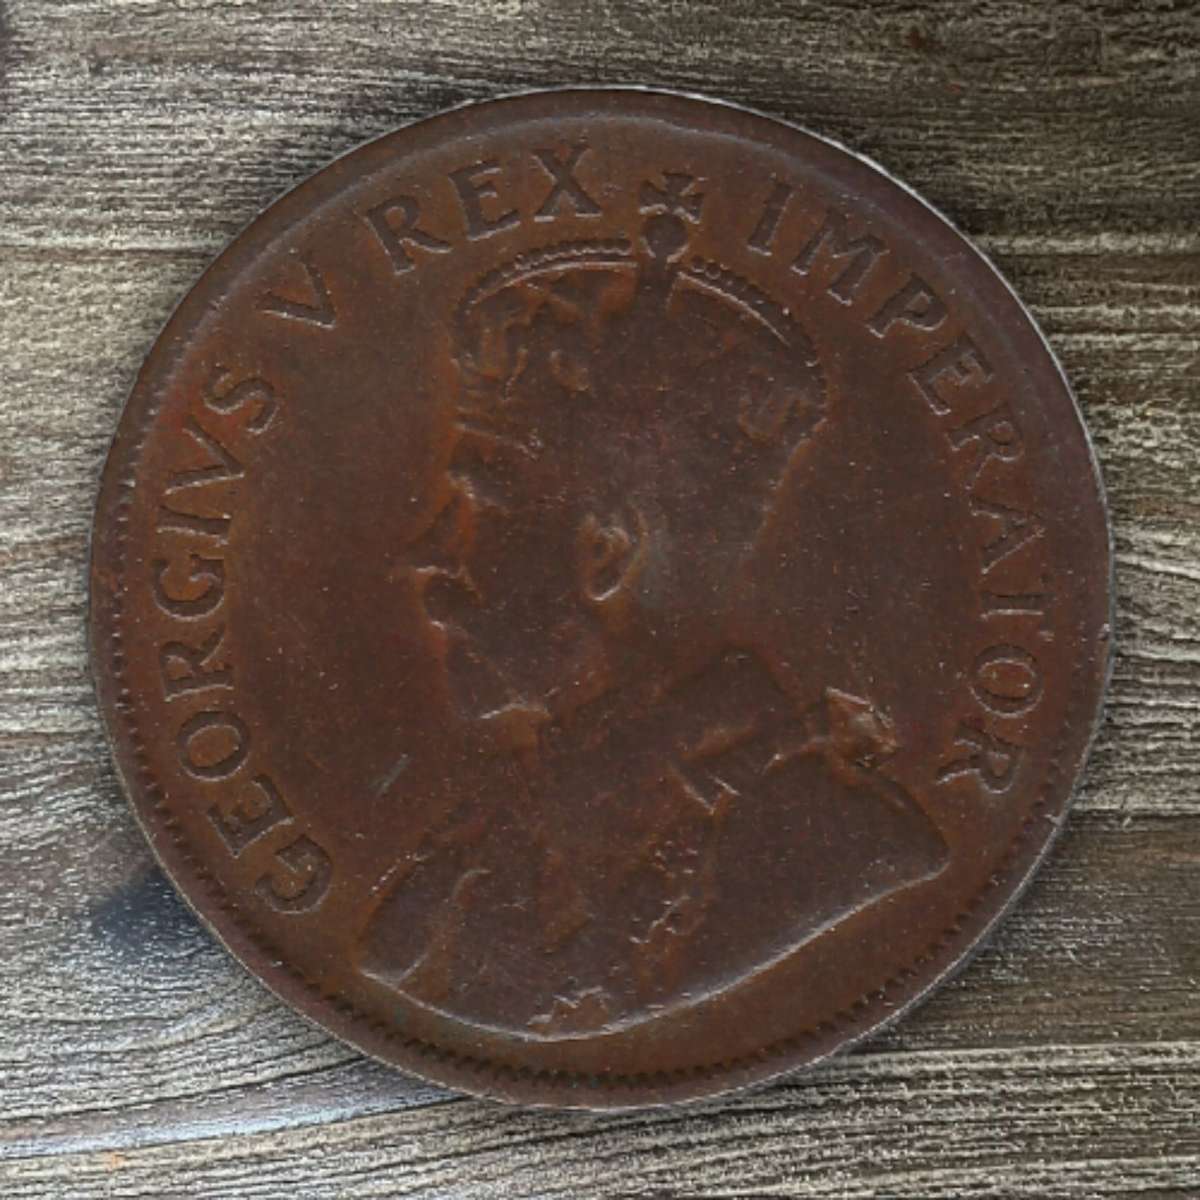 GEORGIVS V REX IMPERATOR